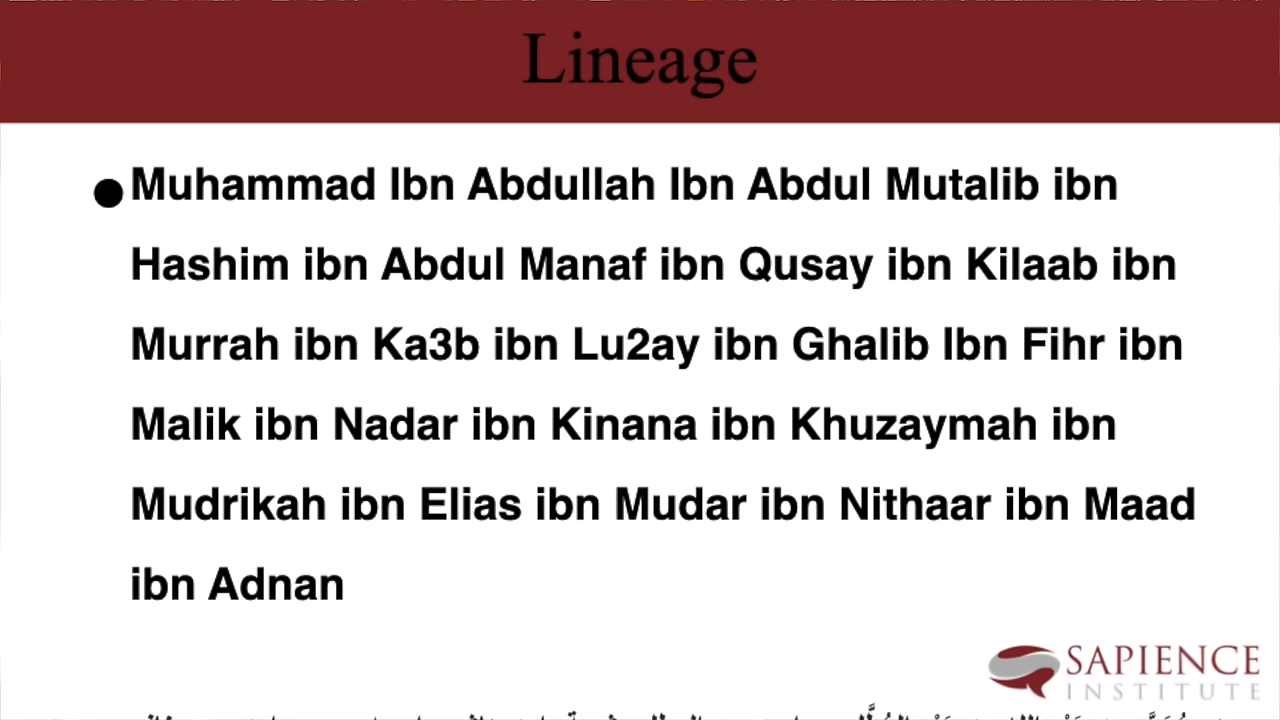 Lineage
•Muhammad Ibn Abdullah Ibn Abdul Mutalib ibn
Hashim ibn Abdul Manaf ibn Qusay ibn Kilaab ibn
Murrah ibn Ka3b ibn Lu2ay ibn Ghalib Ibn Fihr ibn
Malik ibn Nadar ibn Kinana ibn Khuzaymah ibn
Mudrikah ibn Elias ibn Mudar ibn Nithaar ibn Maad
ibn Adnan
SAPIENCE
INSTITUTE